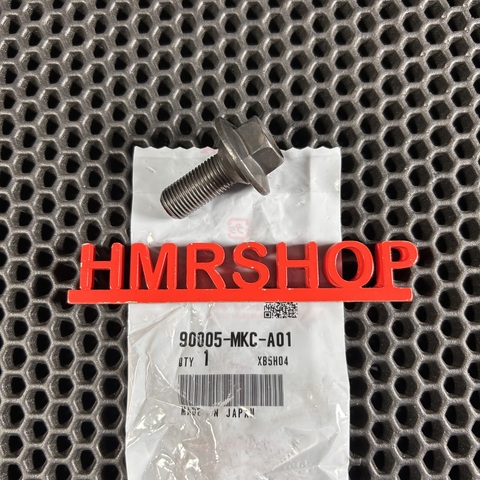 HMRSHOP
90005-MKC-A01
QTY 1 XB5H04
MADE IN JAPAN